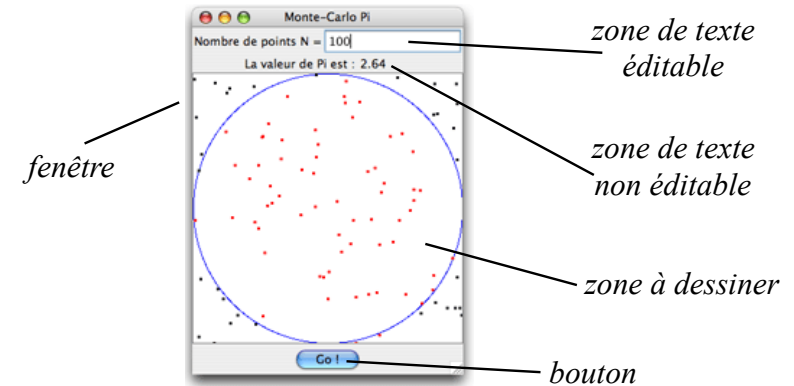 Monte-Carlo Pi
Nombre de points N = 100
La valeur de Pi est : 2.64
Go !
fenêtre
zone de texte
éditable
zone de texte
non éditable
zone à dessiner
bouton